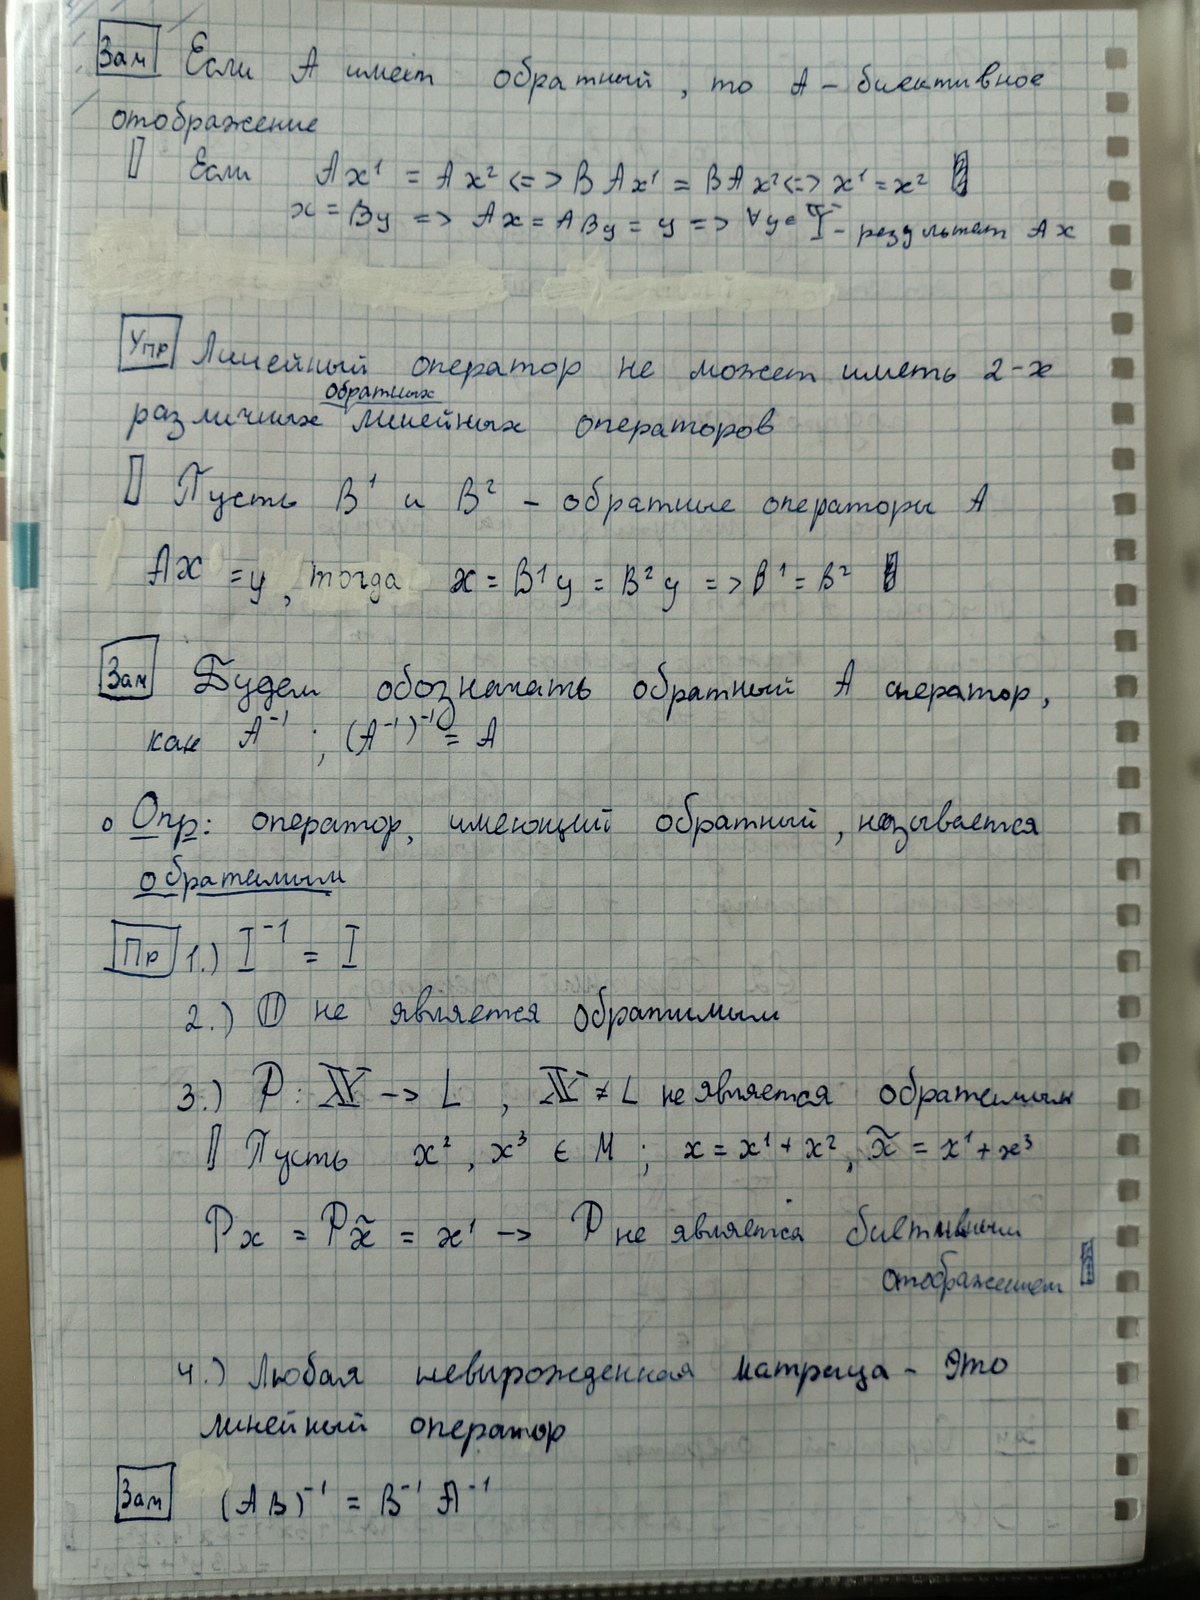 Зам Если A имеет обратный, то A - биективное
отображение
▯ Если Ax¹ = Ax² <=> BAx¹ = BAx² <=> x¹ = x² ▮
x = By => Ax = ABy = y => ∀y ∈ Y - результат Ax
Упр Линейный оператор не может иметь 2-х
обратных
различных линейных операторов
▯ Пусть B¹ и B² - обратные операторы A
Ax = y, тогда x = B¹y = B²y => B¹ = B² ▮
Зам Будем обозначать обратный A оператор,
как A⁻¹ ; (A⁻¹)⁻¹ = A
o Опр: оператор, имеющий обратный, называется
обратимым
Пр 1.) I⁻¹ = I
2.) не является обратимым
3.) P: X -> L , X ≠ L не является обратимым
▯ Пусть x², x³ ∈ M ; x = x¹ + x², x̃ = x¹ + x³
Px = Px̃ = x¹ -> P не является
отображением ▮
4.) Любая невырожденная матрица - это
линейный оператор
Зам (AB)⁻¹ = B⁻¹ A⁻¹